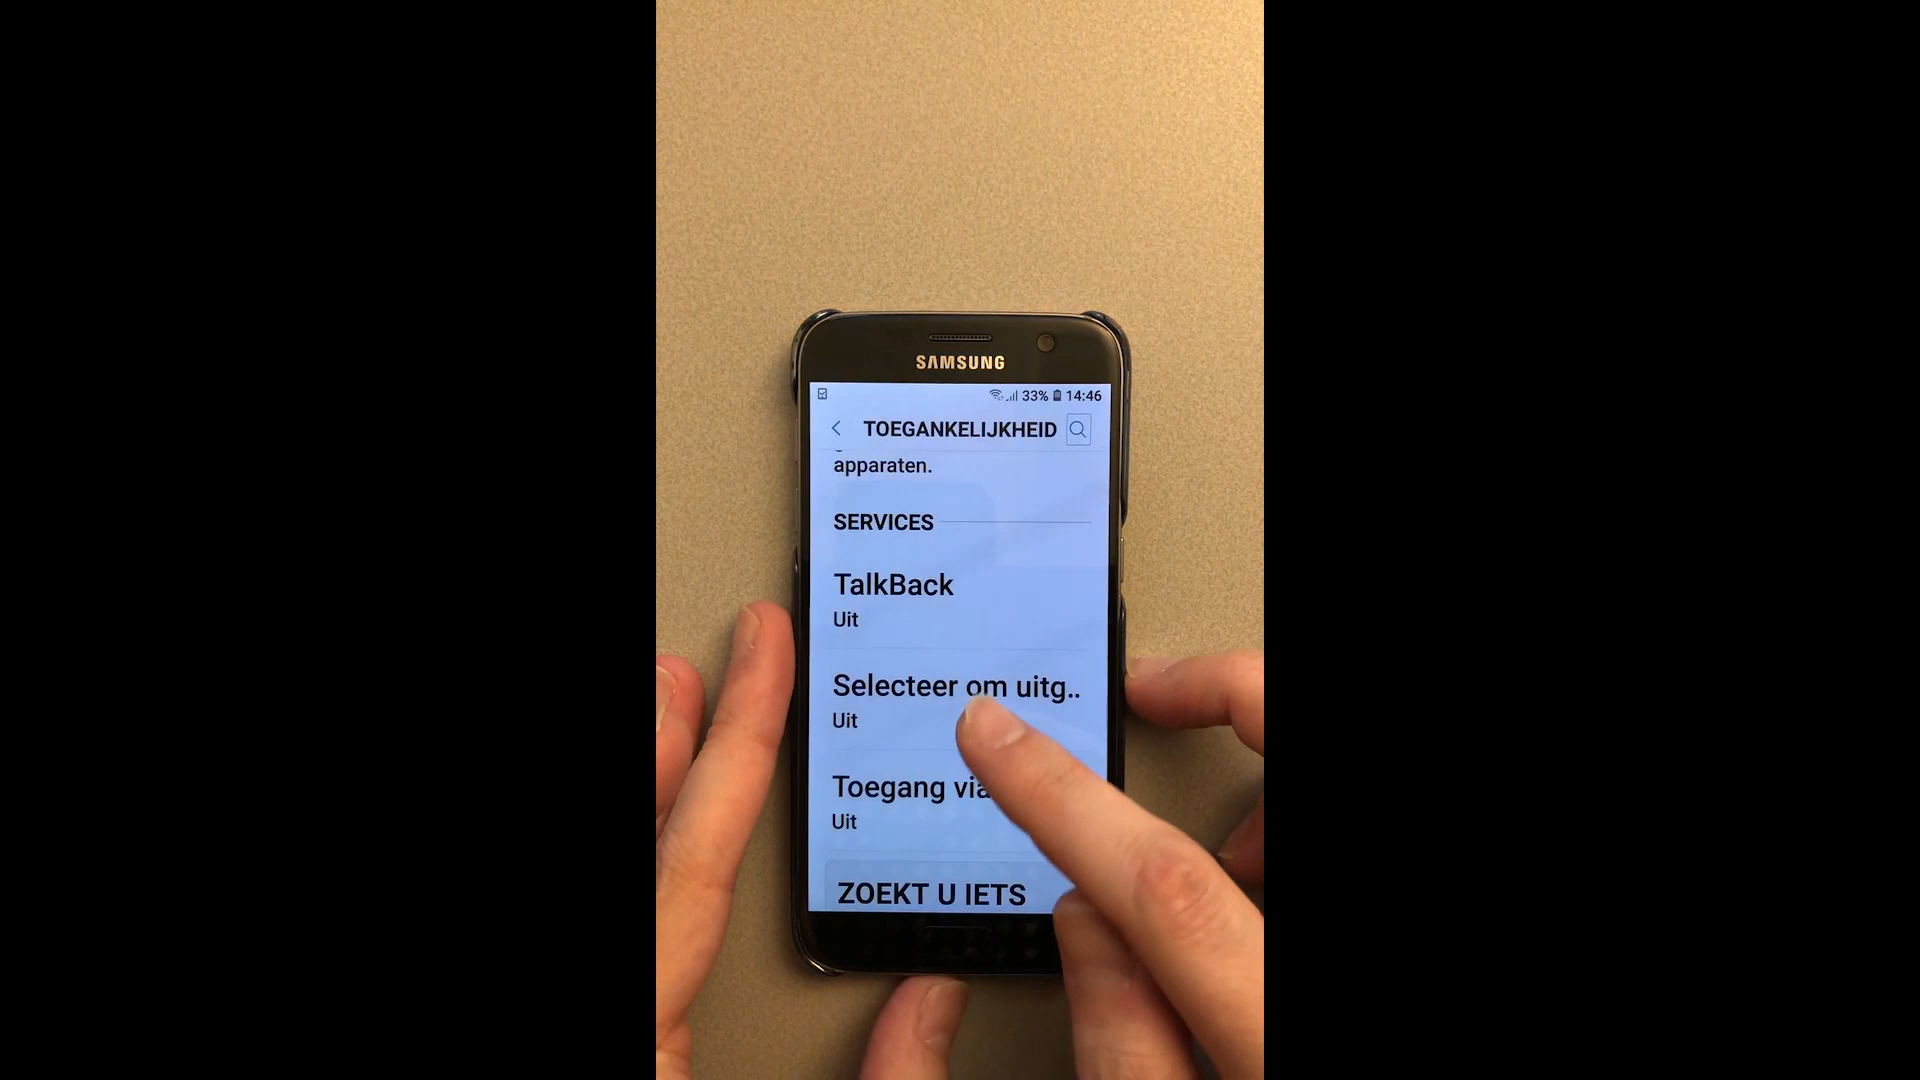 SAMSUNG
33% 14:46
TOEGANKELIJKHEID
apparaten.
SERVICES
TalkBack
Uit
Selecteer om uitg..
Uit
Toegang via
Uit
ZOEKT U IETS